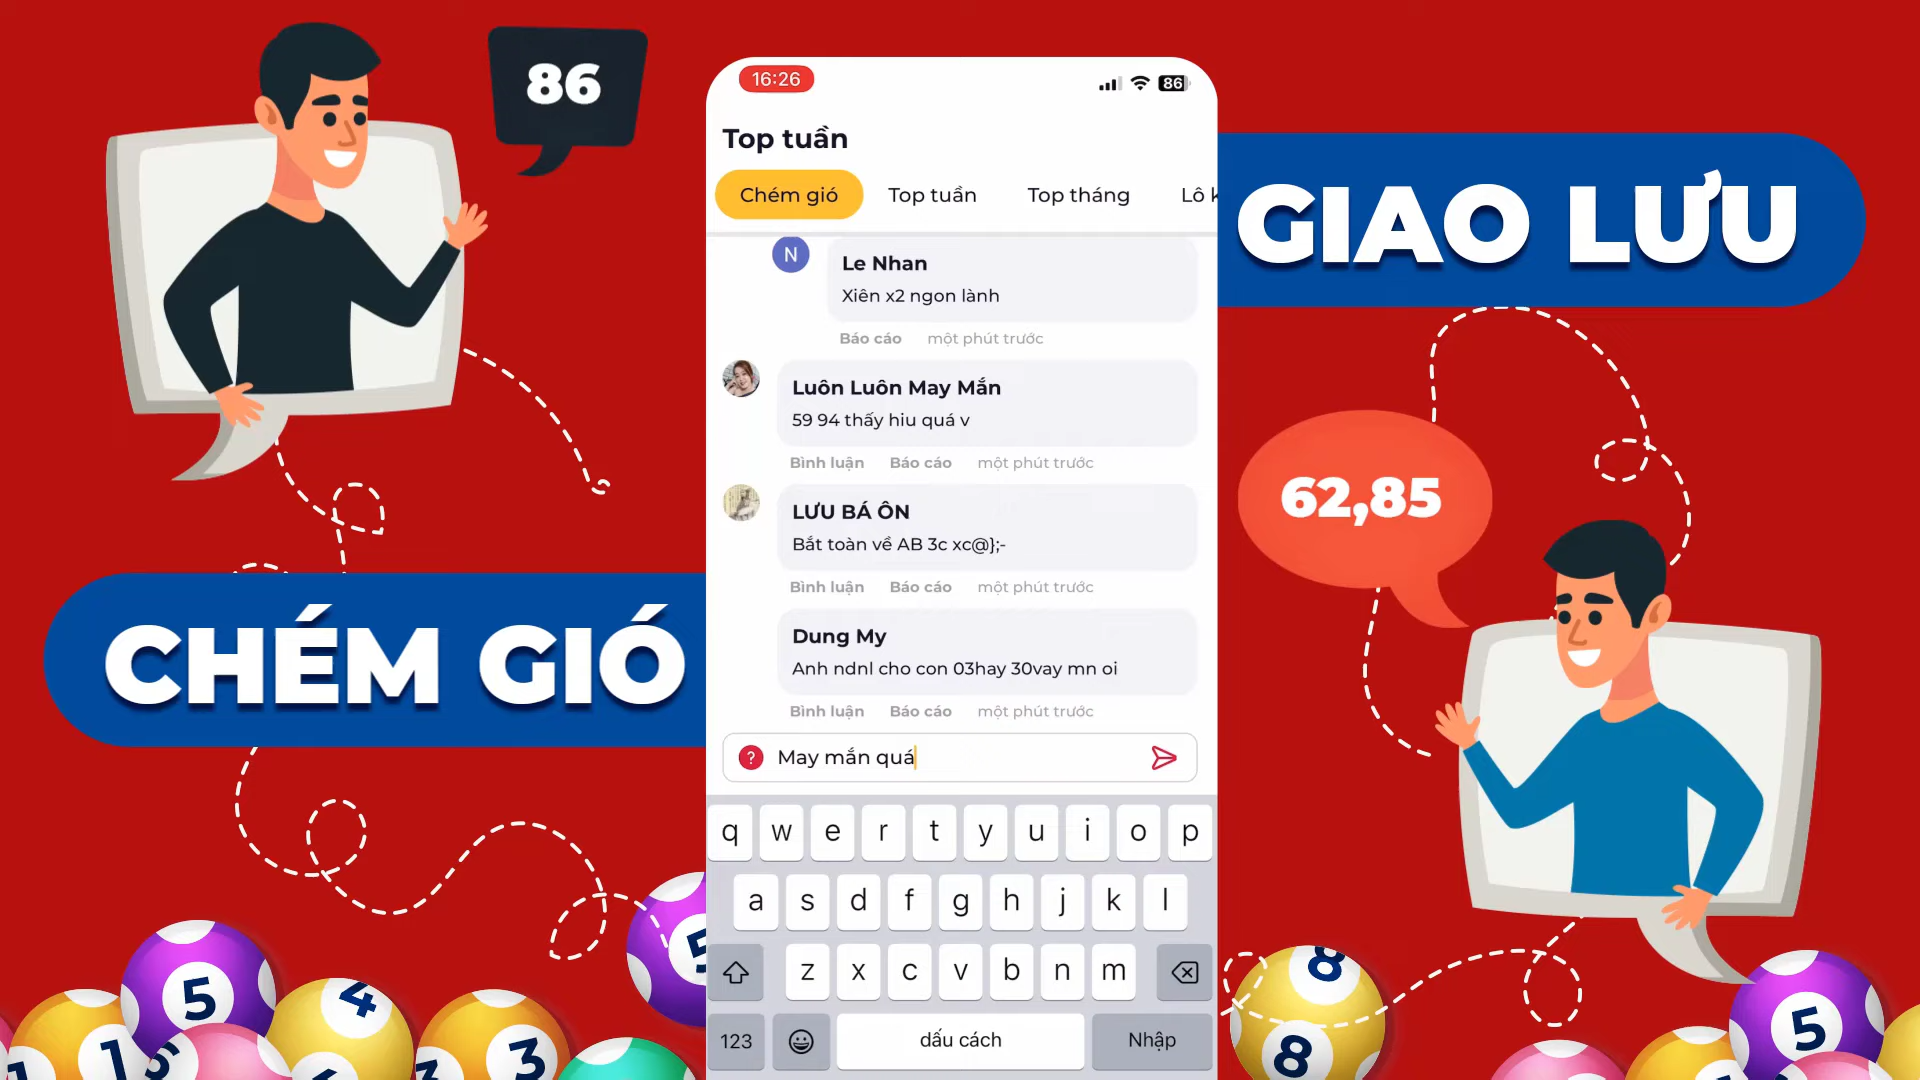 86
16:26
86
Top tuần
Chém gió
Top tuần
Top tháng
Lô
GIAO LƯU
N
Le Nhan
Xiên x2 ngon lành
Báo cáo một phút trước
Luôn Luôn May Mắn
59 94 thấy hiu quá v
Bình luận Báo cáo một phút trước
62,85
LƯU BÁ ÔN
Bắt toàn về AB 3c xc@};-
Bình luận Báo cáo một phút trước
CHÉM GIÓ
Dung My
Anh ndnl cho con 03hay 30vay mn oi
Bình luận Báo cáo một phút trước
? May mắn quá
q w e r t y u i o p
a s d f g h j k l
z x c v b n m
123 dấu cách Nhập
5
4
5
1
5
3
8
8
5